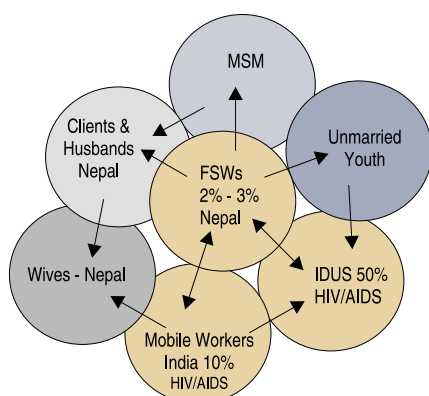 MSM
Clients &
Husbands
Nepal
Unmarried
Youth
FSWs
2% - 3%
Nepal
Wives - Nepal
IDUS 50%
HIV/AIDS
Mobile Workers
India 10%
HIV/AIDS